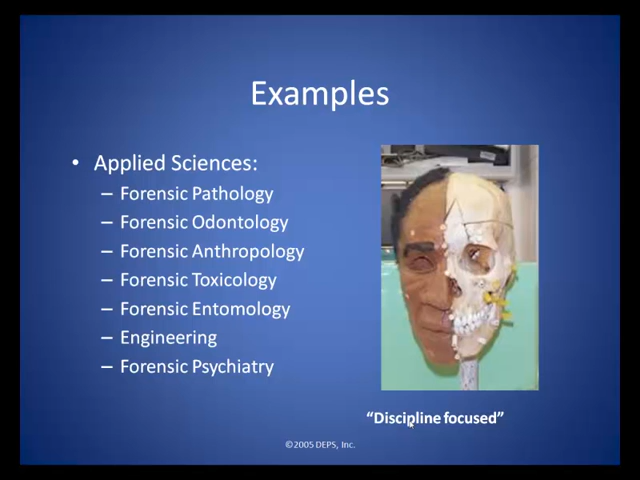 Examples
• Applied Sciences:
– Forensic Pathology
– Forensic Odontology
– Forensic Anthropology
– Forensic Toxicology
– Forensic Entomology
– Engineering
– Forensic Psychiatry
“Discipline focused”
©2005 DEPS, Inc.